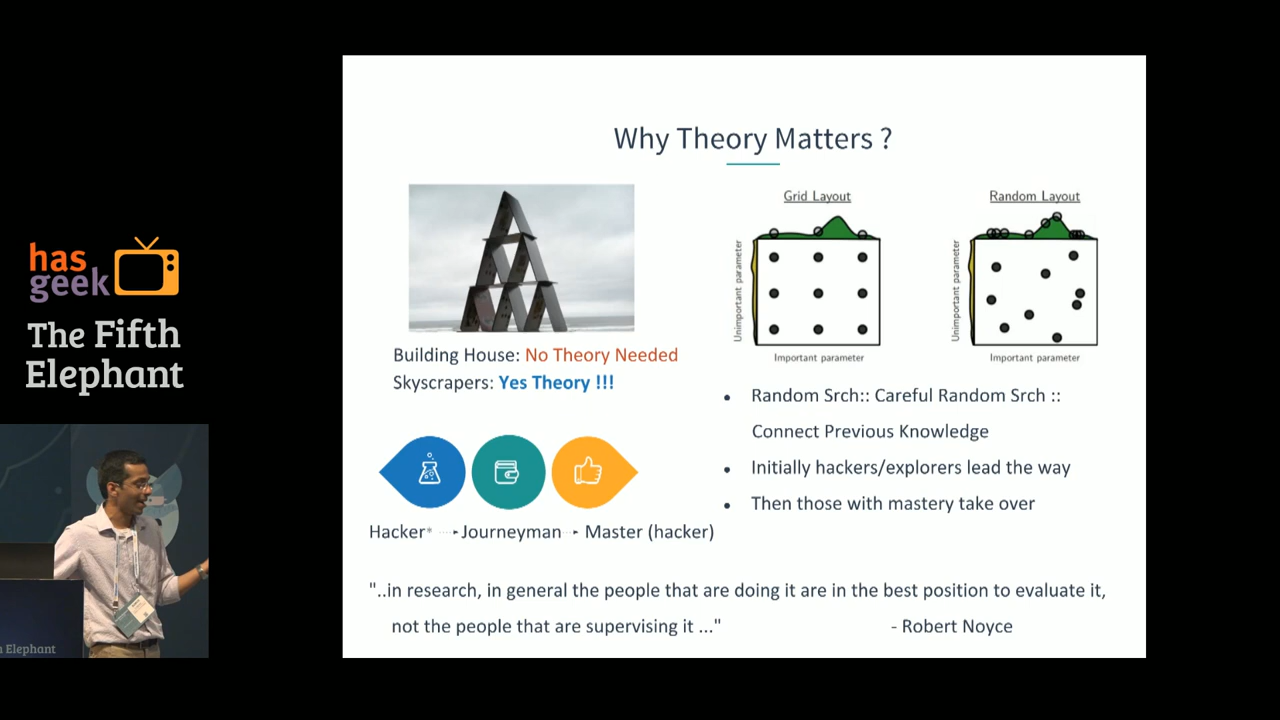 has
geek
The Fifth
Elephant
Elephant
Why Theory Matters ?
Building House: No Theory Needed
Skyscrapers: Yes Theory !!!
Hacker* Journeyman Master (hacker)
Grid Layout
Unimportant parameter
Important parameter
Random Layout
Unimportant parameter
Important parameter
• Random Srch:: Careful Random Srch ::
Connect Previous Knowledge
• Initially hackers/explorers lead the way
• Then those with mastery take over
"..in research, in general the people that are doing it are in the best position to evaluate it,
not the people that are supervising it ..." - Robert Noyce